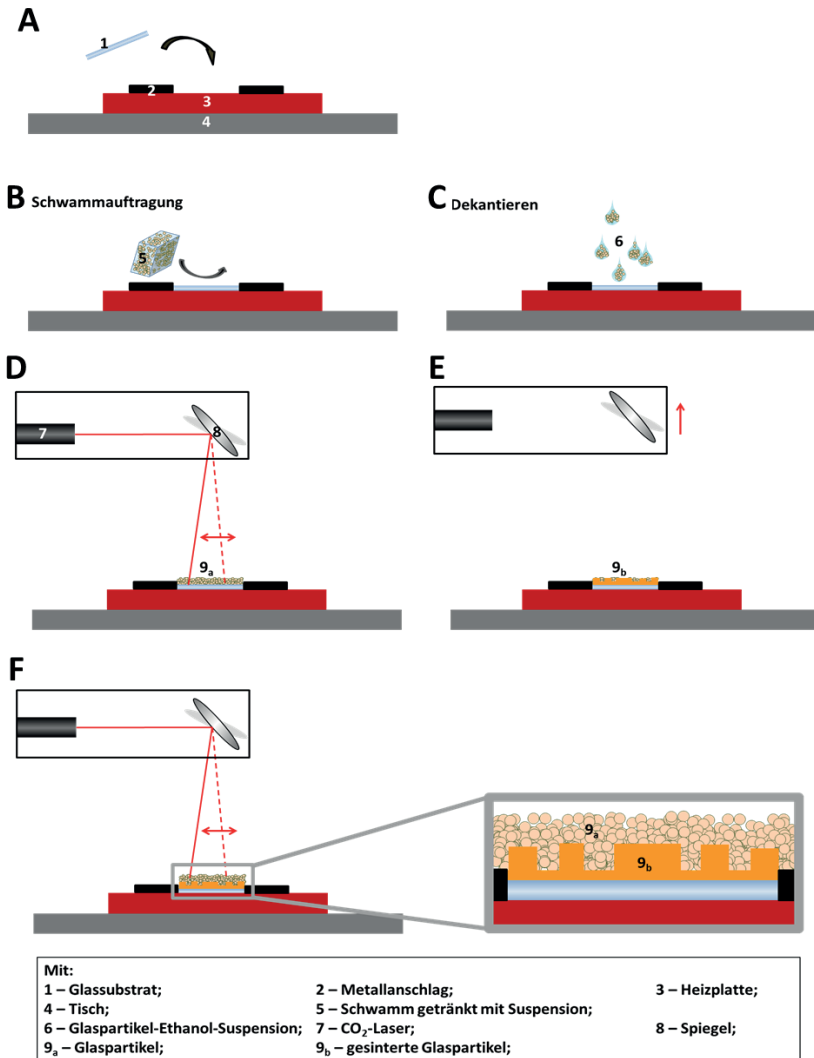 A
1
2
3
4
B Schwammauftragung
5
C Dekantieren
6
D
7
8
9a
E
9b
F
9a
9b
Mit:
1 – Glassubstrat; 2 – Metallanschlag; 3 – Heizplatte;
4 – Tisch; 5 – Schwamm getränkt mit Suspension;
6 – Glaspartikel-Ethanol-Suspension; 7 – CO₂-Laser; 8 – Spiegel;
9a – Glaspartikel; 9b – gesinterte Glaspartikel;